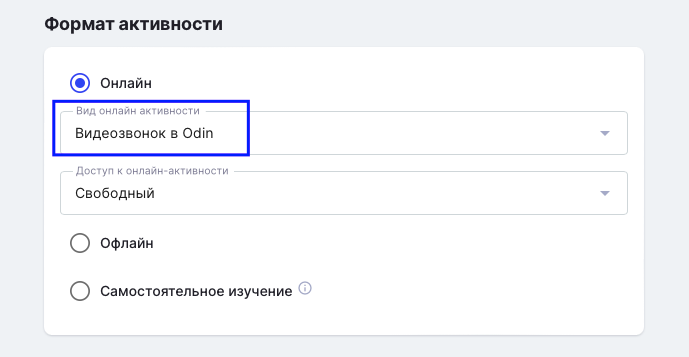 Формат активности
Онлайн
Вид онлайн активности
Видеозвонок в Odin
Доступ к онлайн-активности
Свободный
Офлайн
Самостоятельное изучение